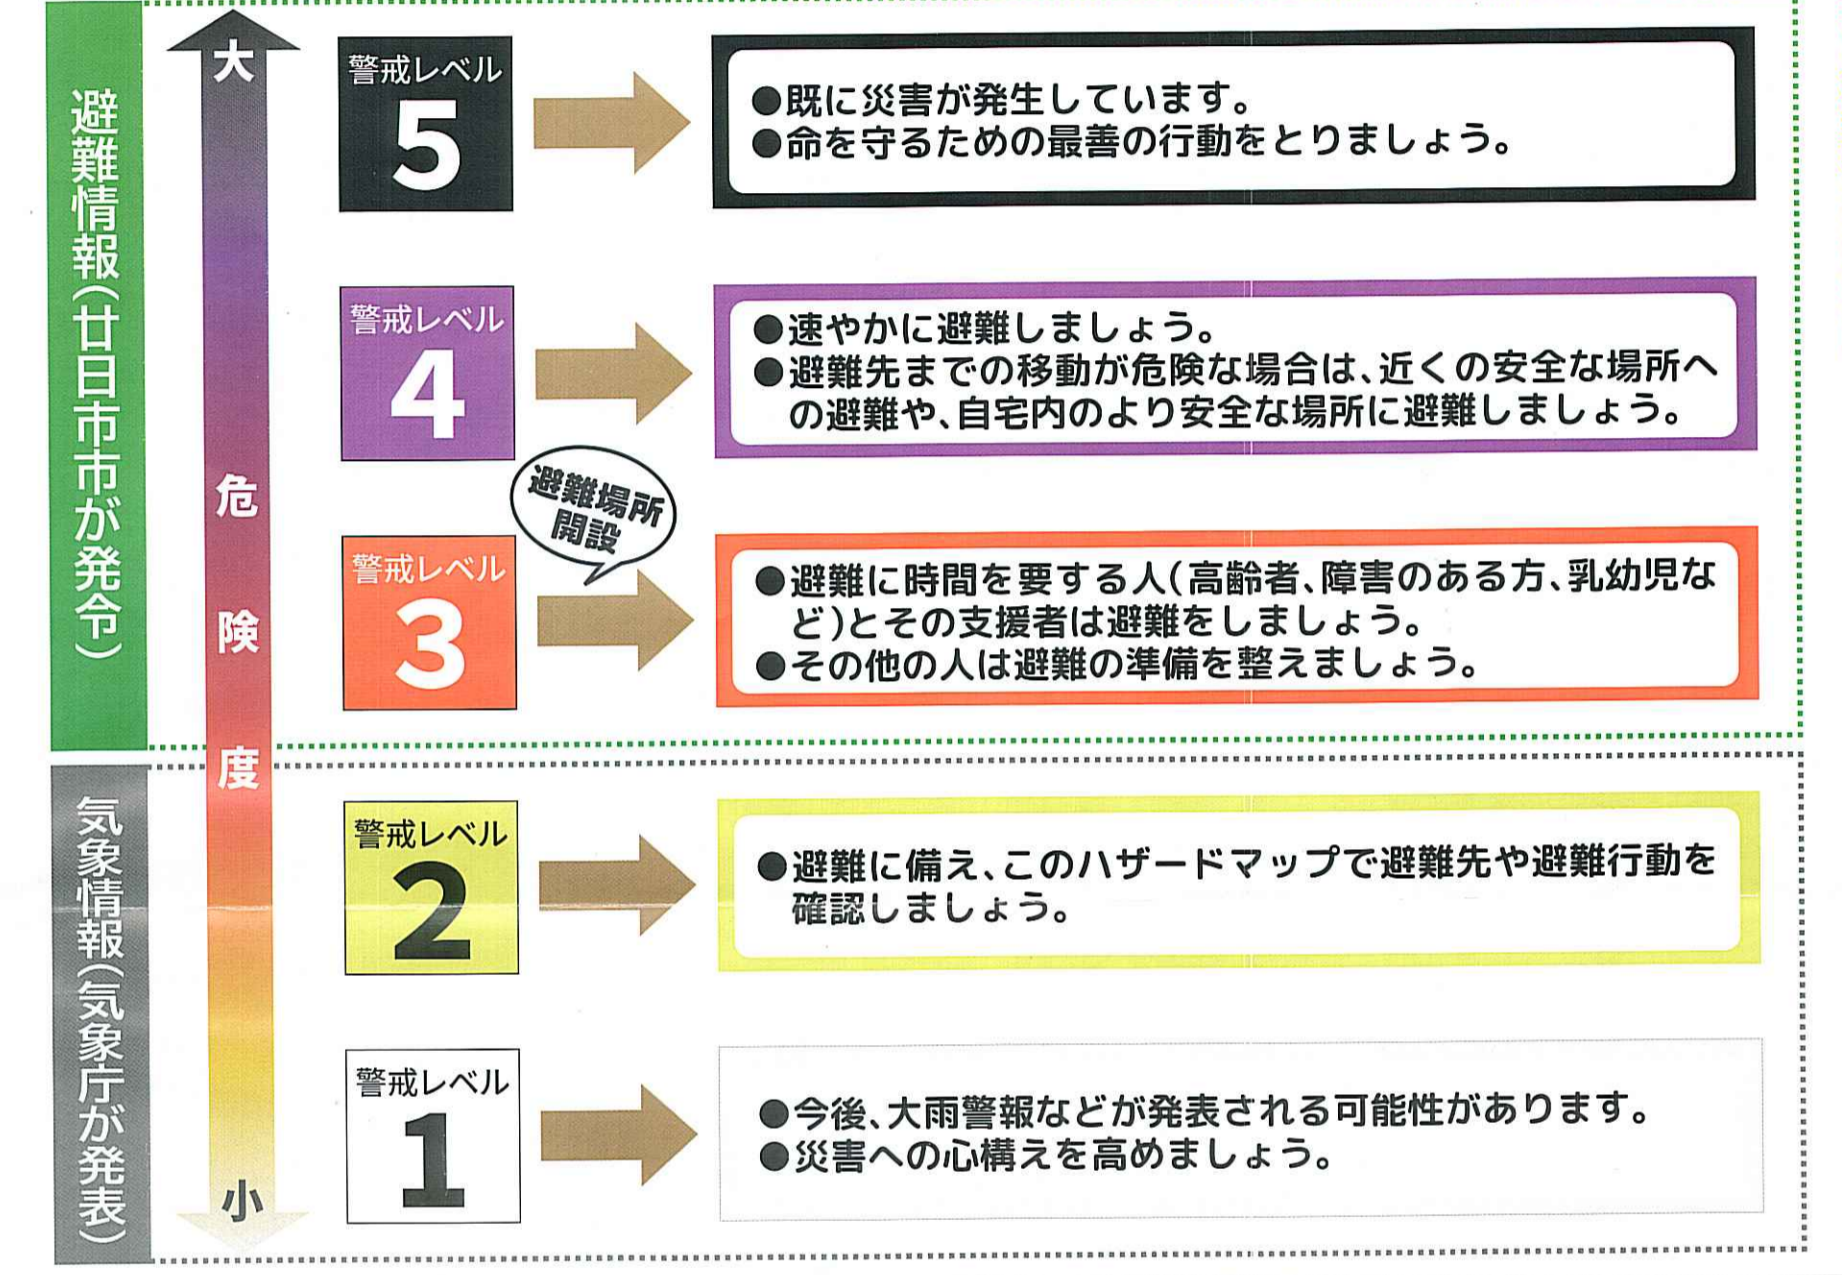 避難情報(廿日市市が発令)
大
危険度
小
警戒レベル
5
●既に災害が発生しています。
●命を守るための最善の行動をとりましょう。
警戒レベル
4
●速やかに避難しましょう。
●避難先までの移動が危険な場合は、近くの安全な場所へ
の避難や、自宅内のより安全な場所に避難しましょう。
避難場所
開設
警戒レベル
3
●避難に時間を要する人(高齢者、障害のある方、乳幼児な
ど)とその支援者は避難をしましょう。
●その他の人は避難の準備を整えましょう。
気象情報(気象庁が発表)
警戒レベル
2
●避難に備え、このハザードマップで避難先や避難行動を
確認しましょう。
警戒レベル
1
●今後、大雨警報などが発表される可能性があります。
●災害への心構えを高めましょう。